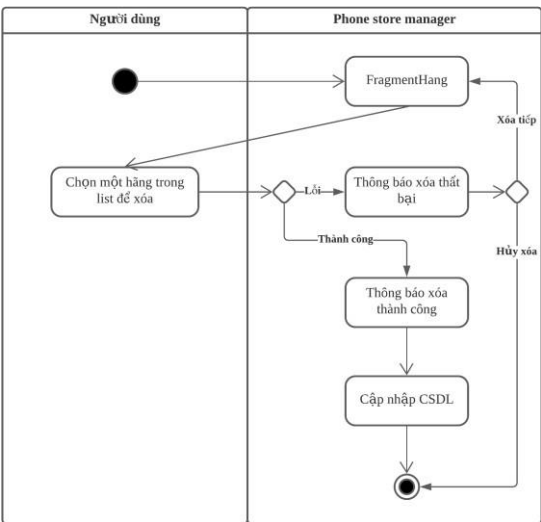 Người dùng
Phone store manager
FragmentHang
Xóa tiếp
Chọn một hãng trong
list để xóa
Lỗi
Thông báo xóa thất
bại
Thành công
Hủy xóa
Thông báo xóa
thành công
Cập nhập CSDL